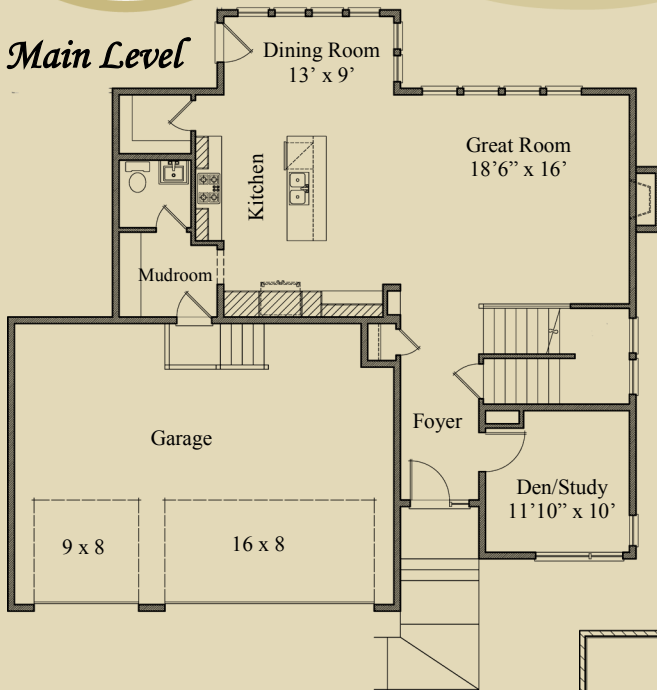 Main Level
Dining Room
13’ x 9’
Great Room
18’6” x 16’
Kitchen
Mudroom
Garage
Foyer
Den/Study
11’10” x 10’
9 x 8
16 x 8